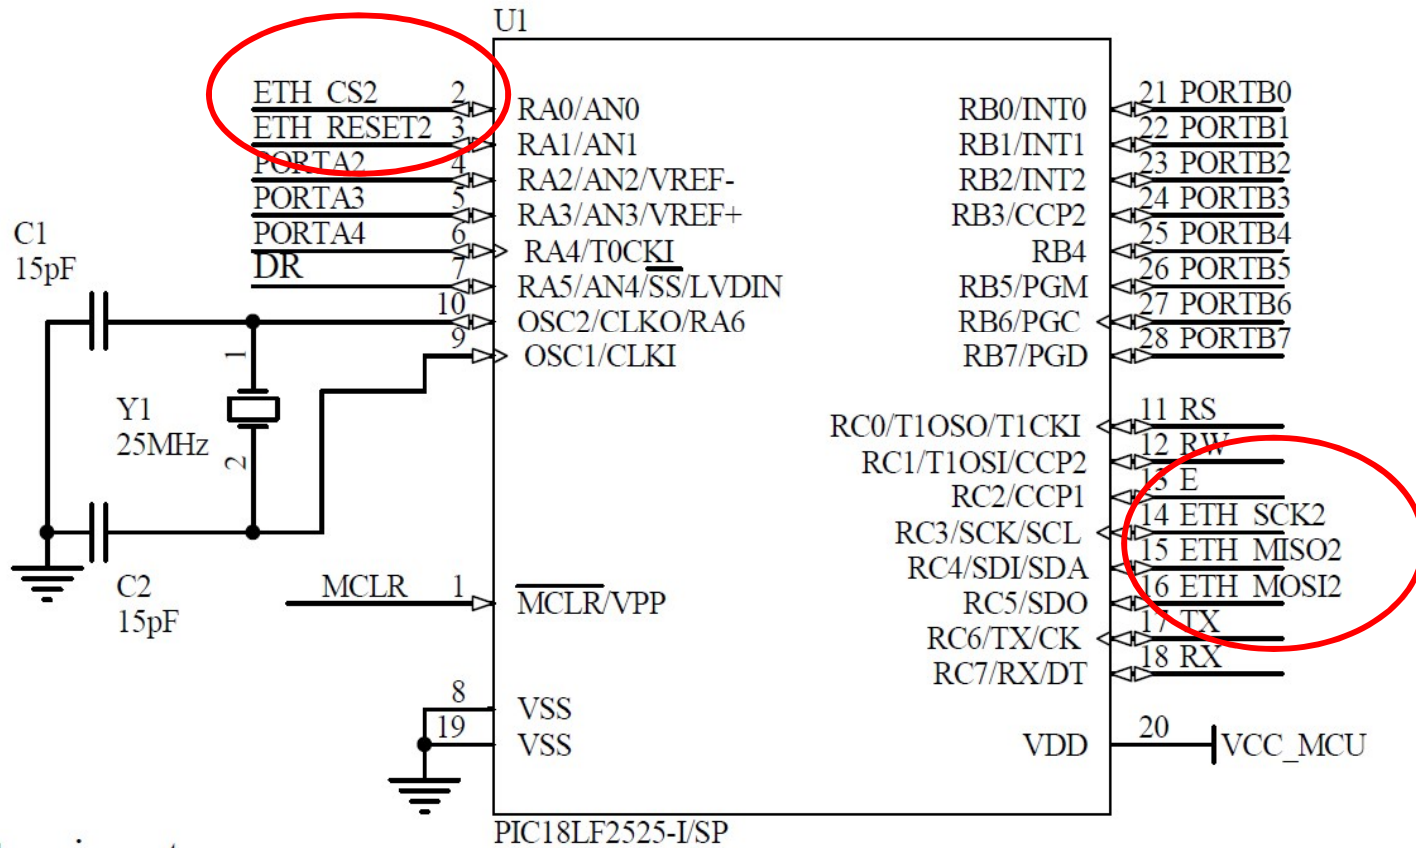 U1
ETH_CS2 2 RA0/AN0 RB0/INT0 21 PORTB0
ETH_RESET2 3 RA1/AN1 RB1/INT1 22 PORTB1
PORTA2 4 RA2/AN2/VREF- RB2/INT2 23 PORTB2
PORTA3 5 RA3/AN3/VREF+ RB3/CCP2 24 PORTB3
PORTA4 6 RA4/T0CKI RB4 25 PORTB4
DR 7 RA5/AN4/SS/LVDIN RB5/PGM 26 PORTB5
10 OSC2/CLKO/RA6 RB6/PGC 27 PORTB6
9 OSC1/CLKI RB7/PGD 28 PORTB7
C1
15pF
1
Y1
25MHz
2
RC0/T1OSO/T1CKI 11 RS
RC1/T1OSI/CCP2 12 RW
RC2/CCP1 13 E
RC3/SCK/SCL 14 ETH_SCK2
RC4/SDI/SDA 15 ETH_MISO2
C2
15pF
MCLR 1 MCLR/VPP RC5/SDO 16 ETH_MOSI2
RC6/TX/CK 17 TX
RC7/RX/DT 18 RX
8 VSS
19 VSS VDD 20 VCC_MCU
PIC18LF2525-I/SP